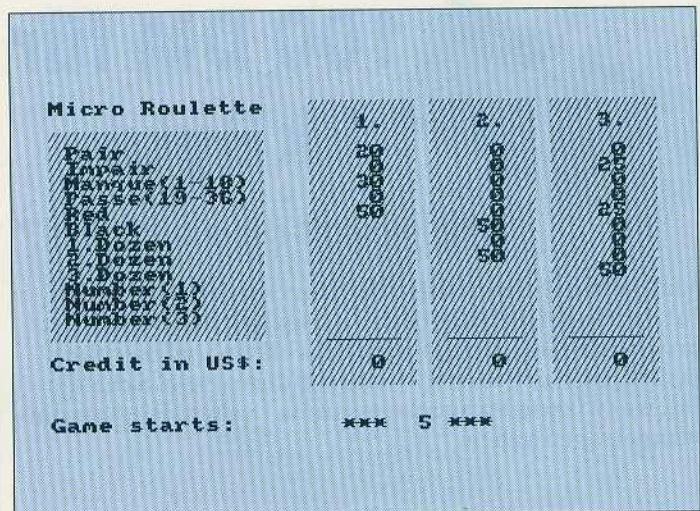 Micro Roulette 1. 2. 3.
Pair 20 0 0
Impair 0 0 25
Manque(1-18) 30 0 0
Passe(19-36) 0 0 0
Red 50 0 25
Black 50 0
1.Dozen 0 0
2.Dozen 50 0
3.Dozen 50
Number(1)
Number(2)
Number(3)
Credit in US$: 0 0 0
Game starts: *** 5 ***